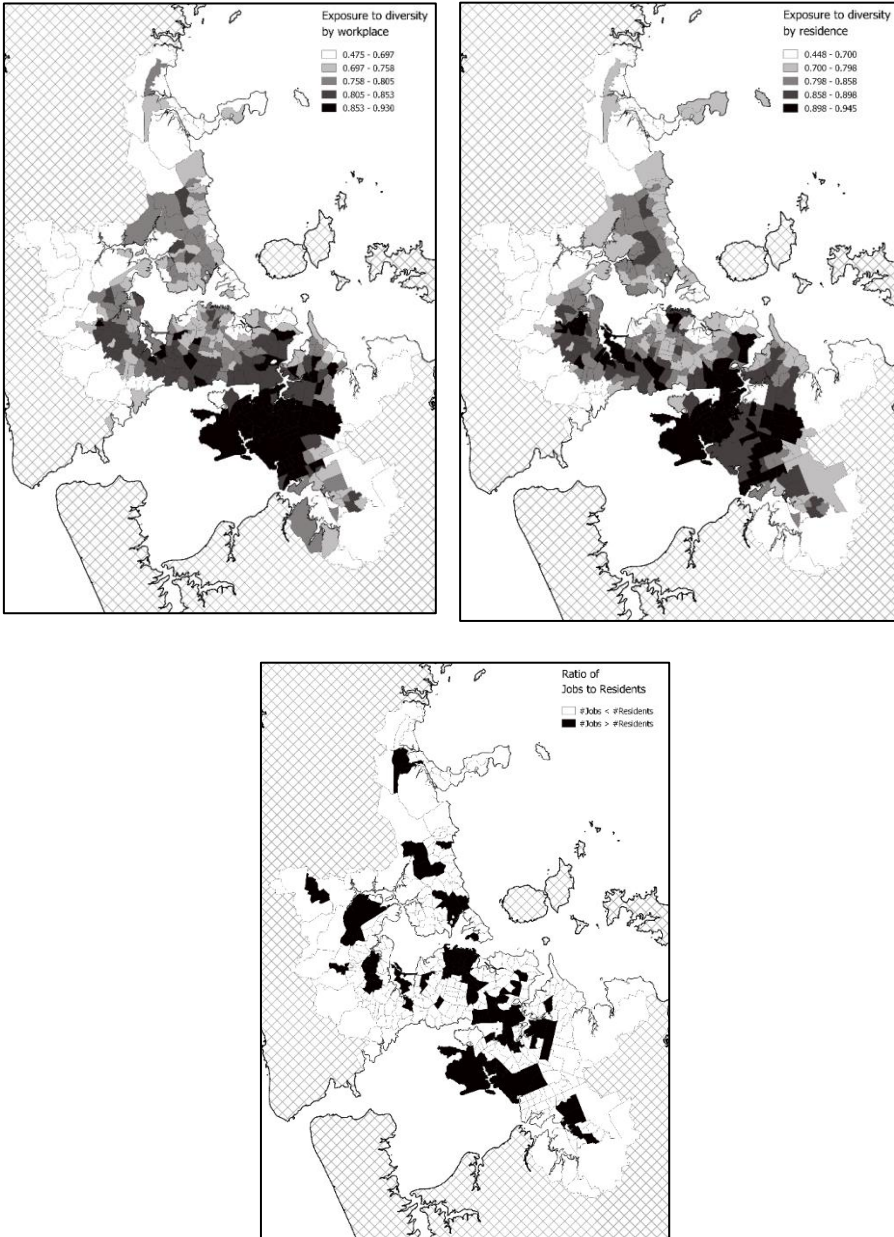 Exposure to diversity
by workplace
0.475 - 0.697
0.697 - 0.758
0.758 - 0.805
0.805 - 0.853
0.853 - 0.930
Exposure to diversity
by residence
0.448 - 0.700
0.700 - 0.798
0.798 - 0.858
0.858 - 0.898
0.898 - 0.945
Ratio of
Jobs to Residents
#Jobs < #Residents
#Jobs > #Residents